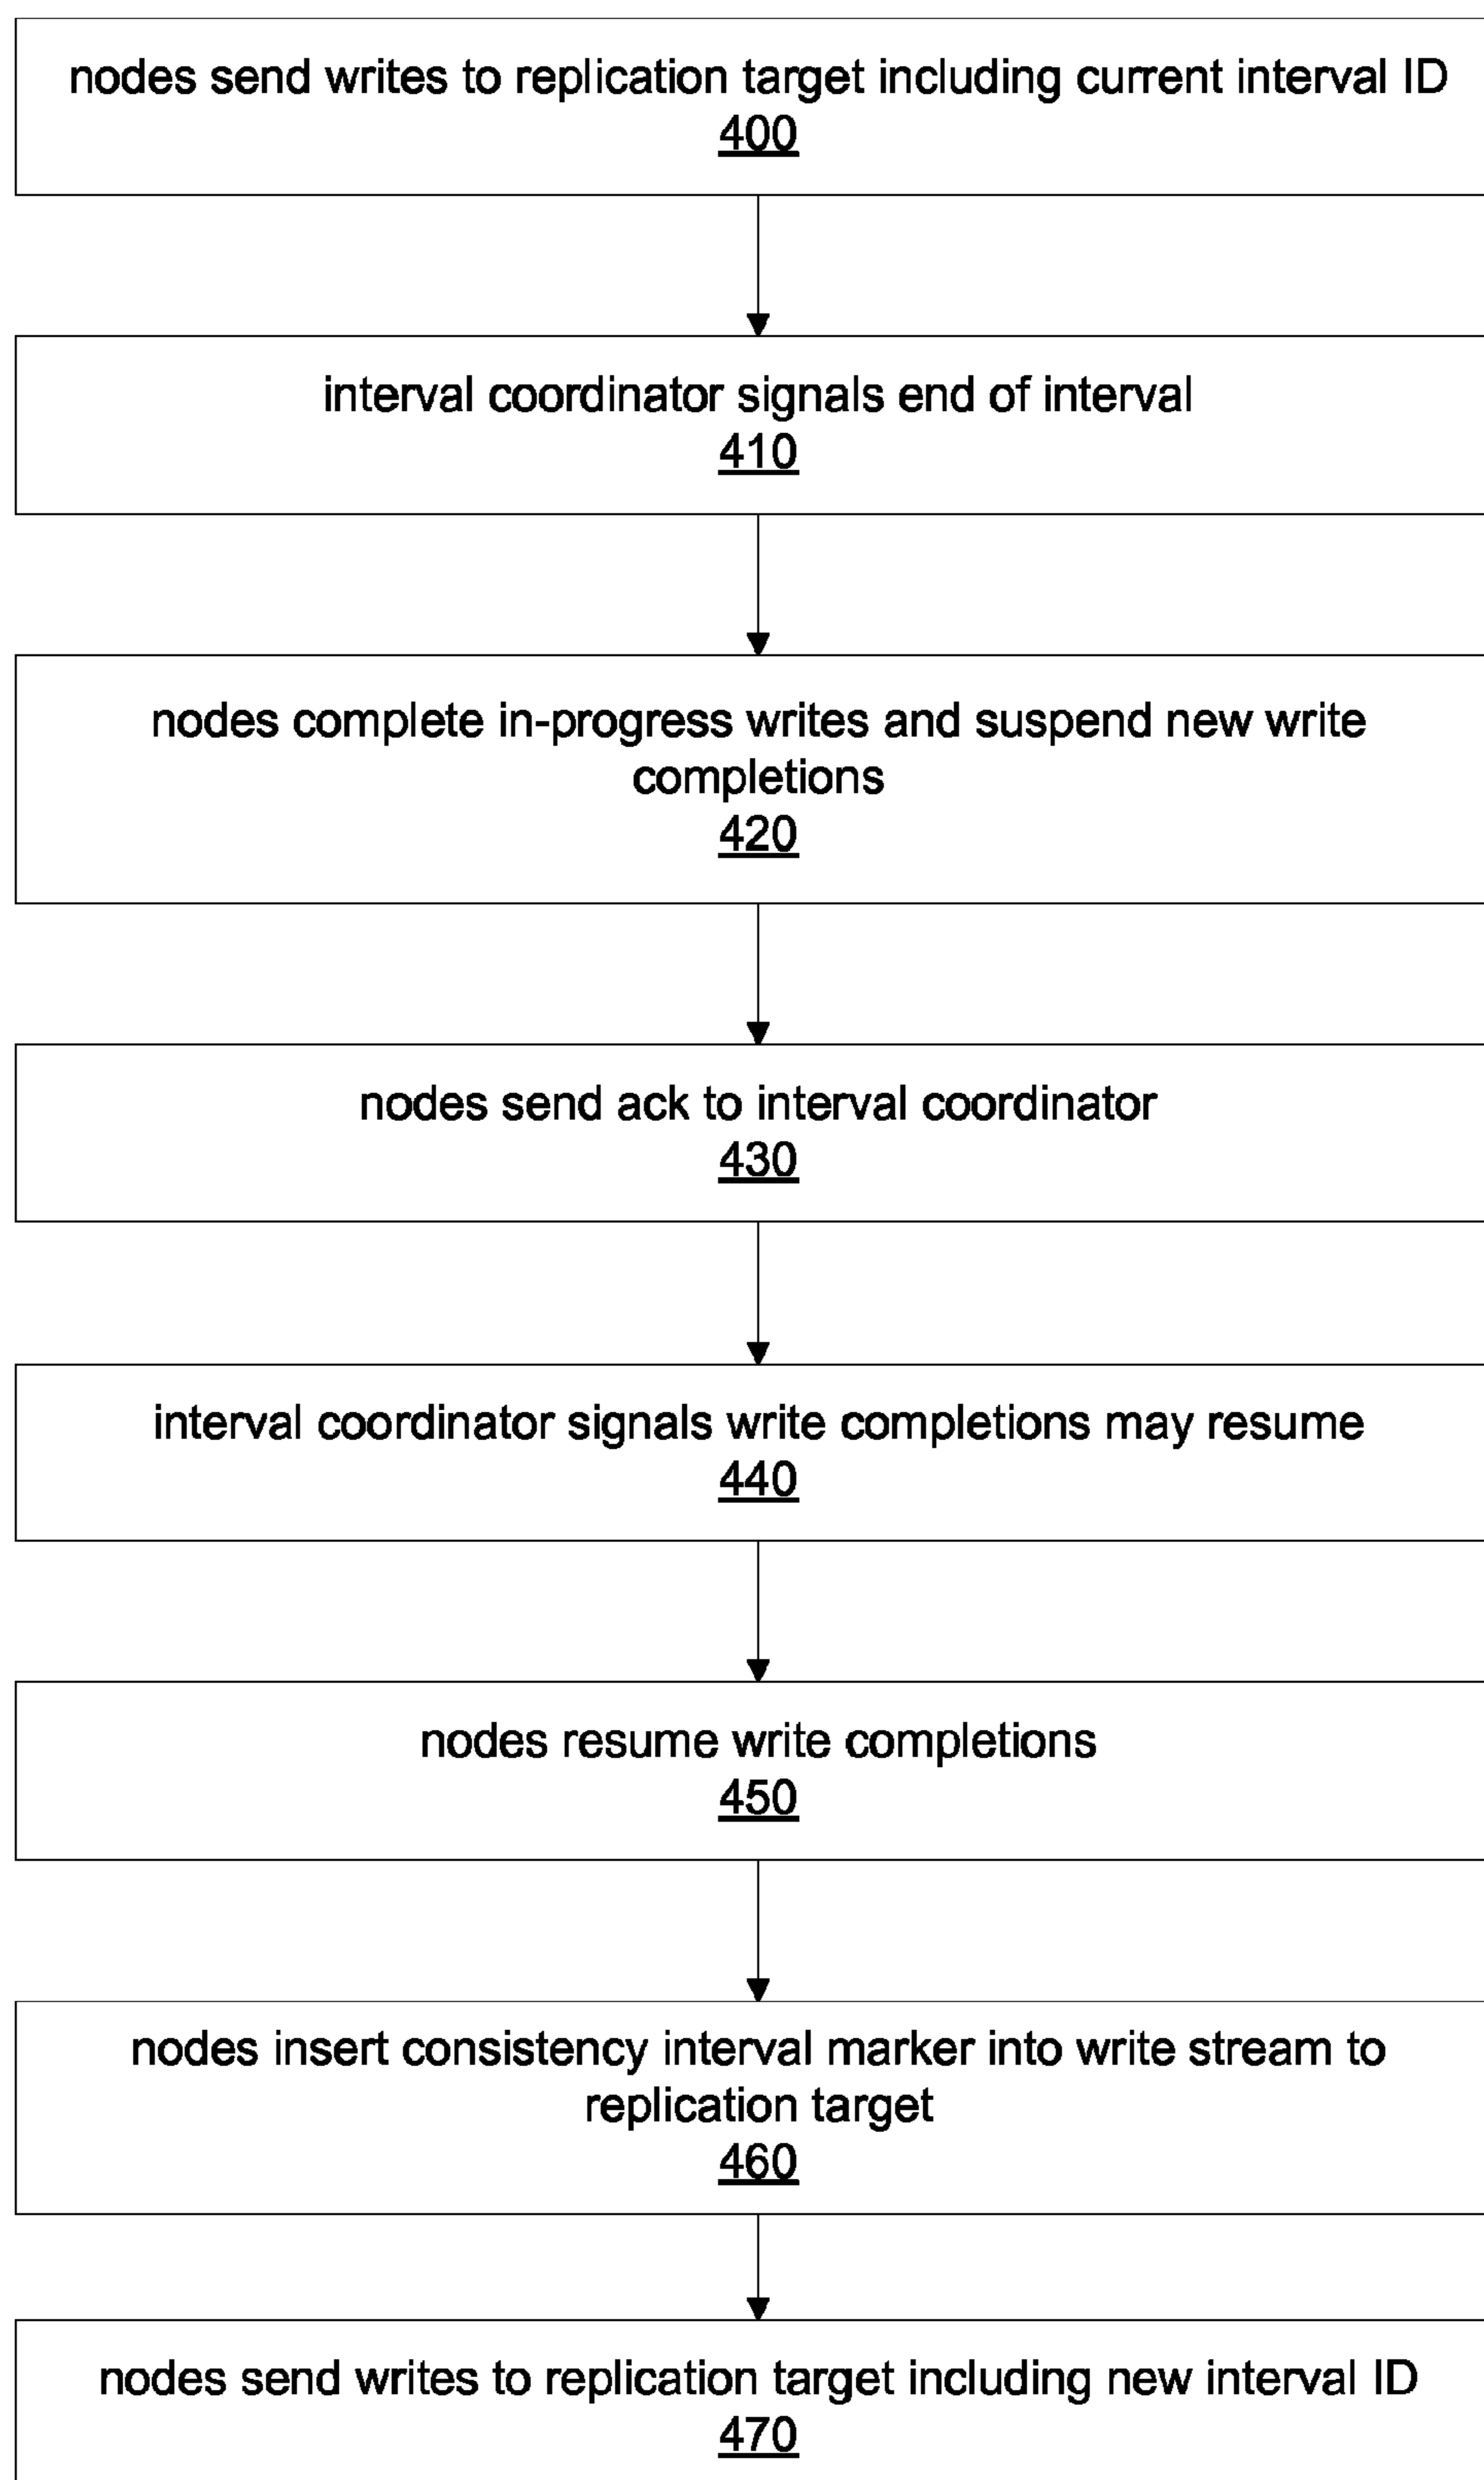 nodes send writes to replication target including current interval ID
400
interval coordinator signals end of interval
410
nodes complete in-progress writes and suspend new write
completions
420
nodes send ack to interval coordinator
430
interval coordinator signals write completions may resume
440
nodes resume write completions
450
nodes insert consistency interval marker into write stream to
replication target
460
nodes send writes to replication target including new interval ID
470